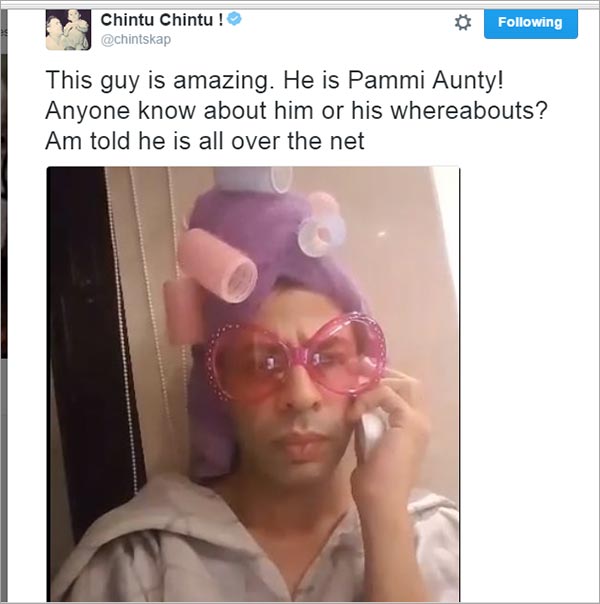 Chintu Chintu !
@chintskap
Following
This guy is amazing. He is Pammi Aunty!
Anyone know about him or his whereabouts?
Am told he is all over the net